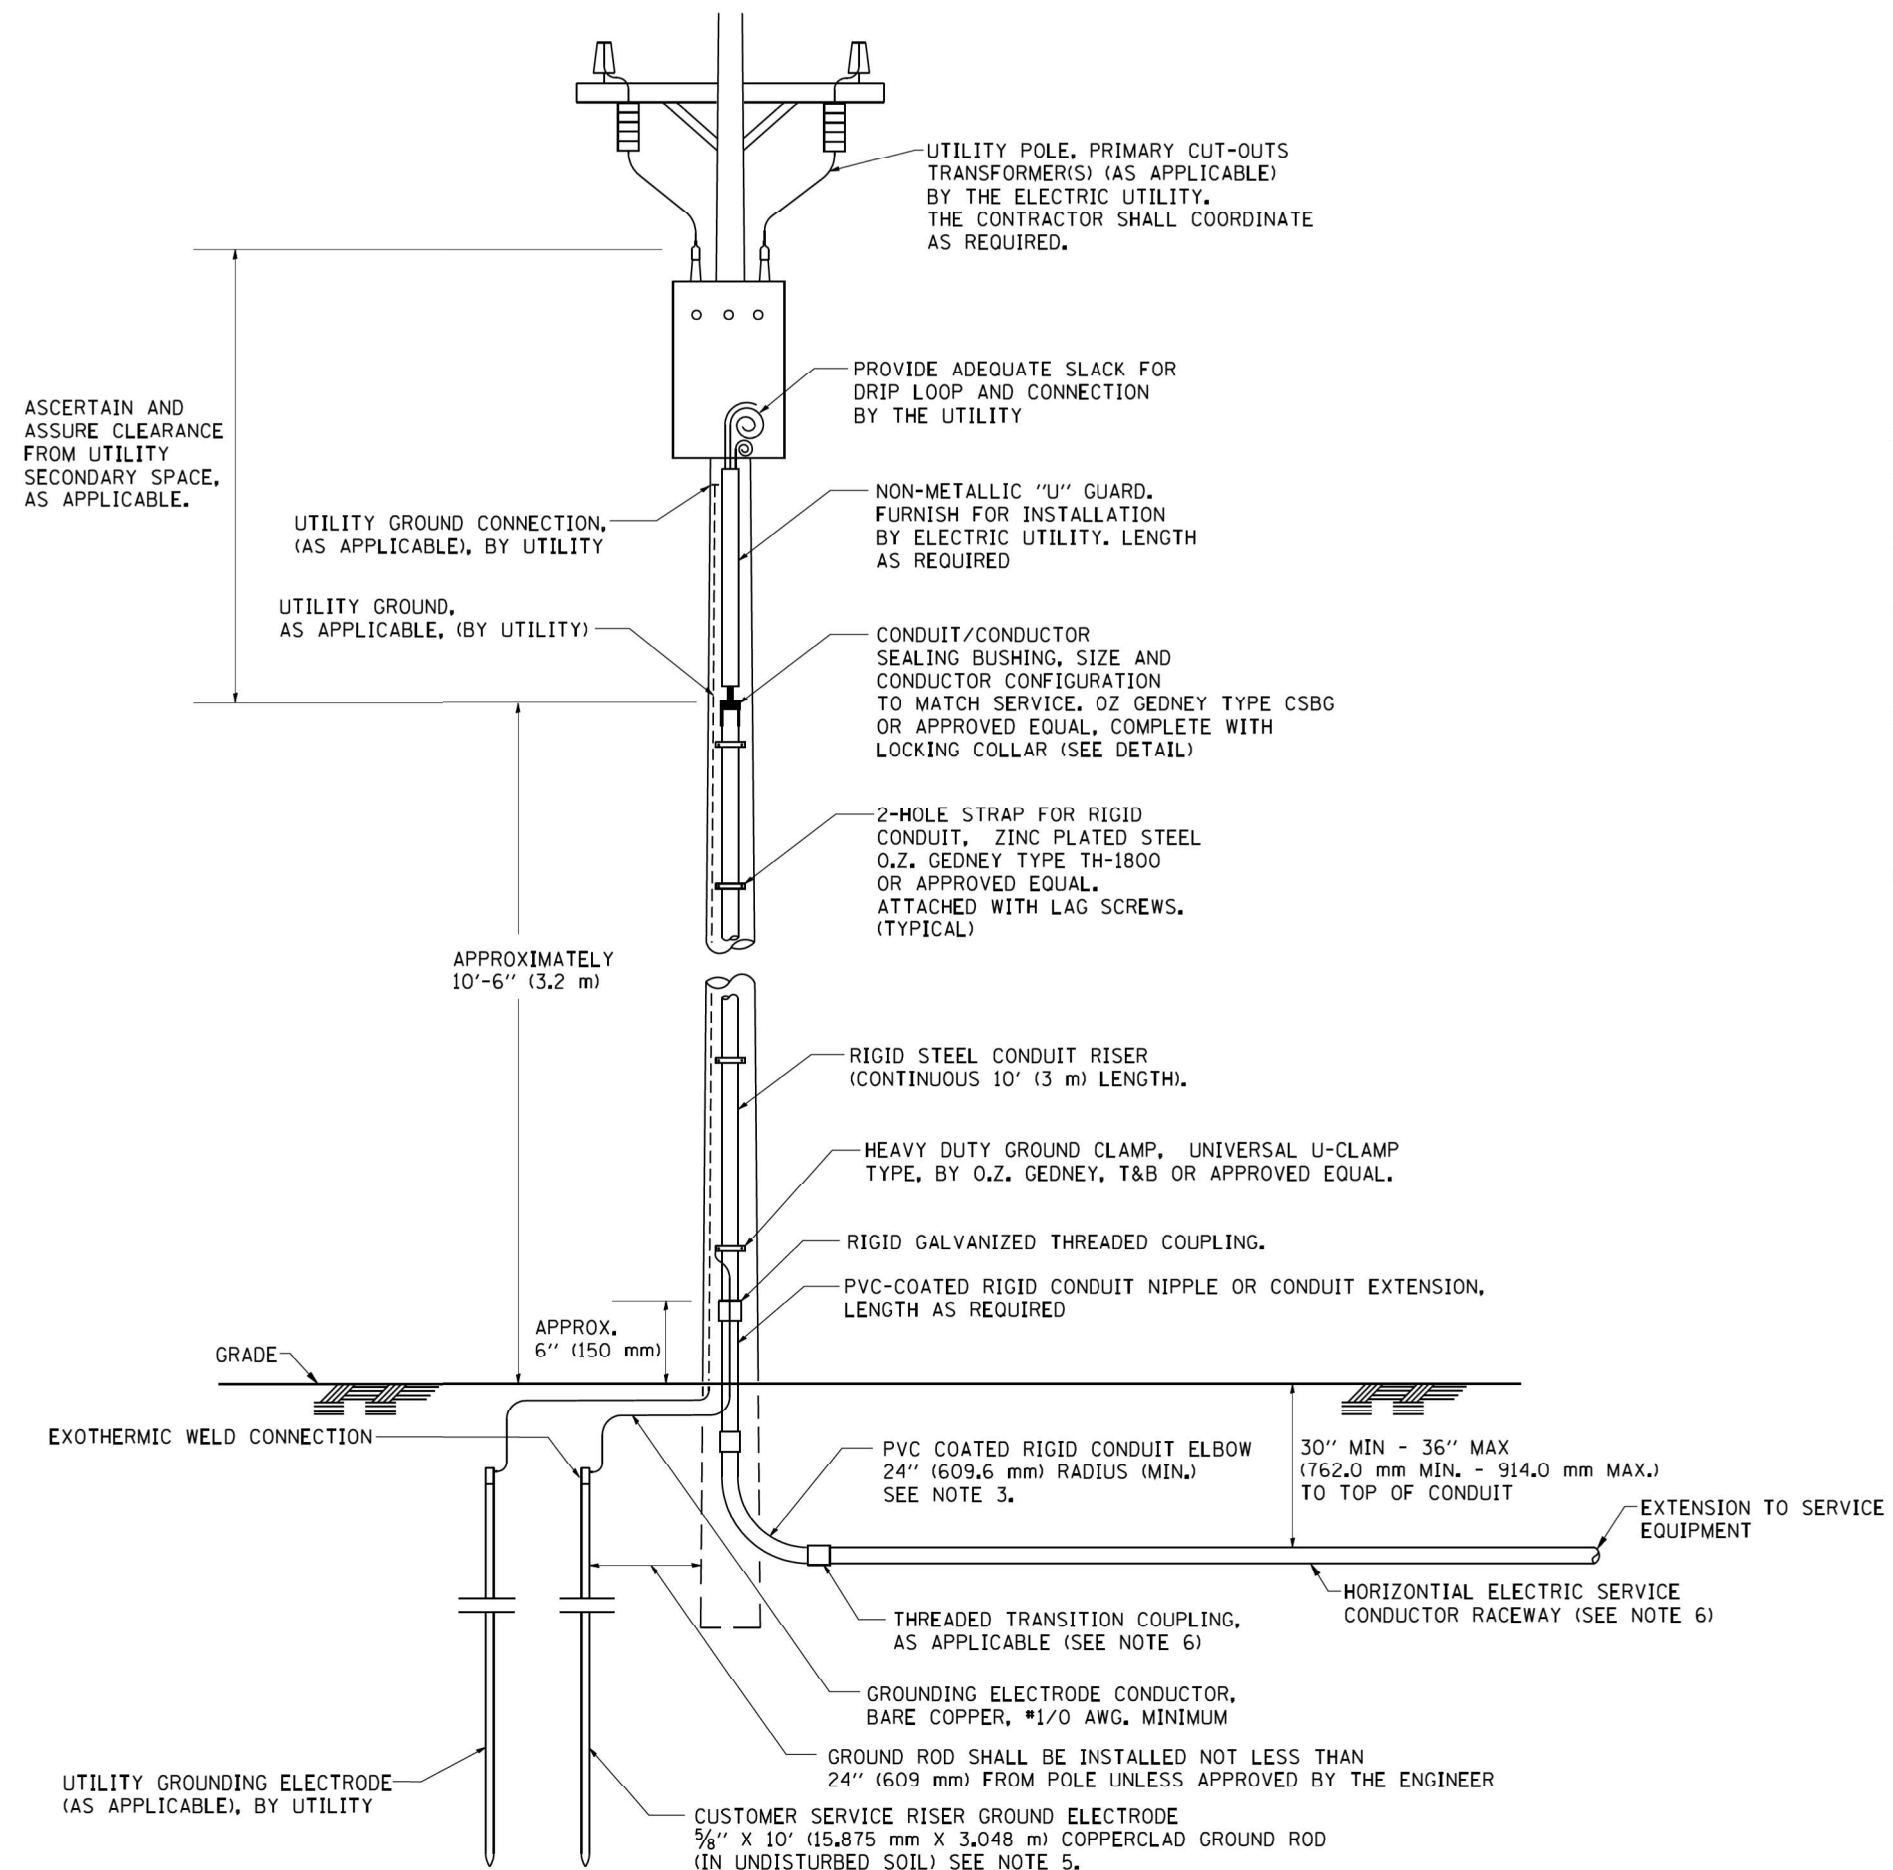 UTILITY POLE, PRIMARY CUT-OUTS
TRANSFORMER(S) (AS APPLICABLE)
BY THE ELECTRIC UTILITY.
THE CONTRACTOR SHALL COORDINATE
AS REQUIRED.
PROVIDE ADEQUATE SLACK FOR
DRIP LOOP AND CONNECTION
BY THE UTILITY
ASCERTAIN AND
ASSURE CLEARANCE
FROM UTILITY
SECONDARY SPACE,
AS APPLICABLE.
NON-METALLIC "U" GUARD.
FURNISH FOR INSTALLATION
BY ELECTRIC UTILITY. LENGTH
AS REQUIRED
UTILITY GROUND CONNECTION,
(AS APPLICABLE), BY UTILITY
UTILITY GROUND,
AS APPLICABLE, (BY UTILITY)
CONDUIT/CONDUCTOR
SEALING BUSHING, SIZE AND
CONDUCTOR CONFIGURATION
TO MATCH SERVICE. OZ GEDNEY TYPE CSBG
OR APPROVED EQUAL, COMPLETE WITH
LOCKING COLLAR (SEE DETAIL)
2-HOLE STRAP FOR RIGID
CONDUIT, ZINC PLATED STEEL
O.Z. GEDNEY TYPE TH-1800
OR APPROVED EQUAL.
ATTACHED WITH LAG SCREWS.
(TYPICAL)
APPROXIMATELY
10'-6" (3.2 m)
RIGID STEEL CONDUIT RISER
(CONTINUOUS 10' (3 m) LENGTH).
HEAVY DUTY GROUND CLAMP, UNIVERSAL U-CLAMP
TYPE, BY O.Z. GEDNEY, T&B OR APPROVED EQUAL.
RIGID GALVANIZED THREADED COUPLING.
PVC-COATED RIGID CONDUIT NIPPLE OR CONDUIT EXTENSION,
LENGTH AS REQUIRED
APPROX.
6" (150 mm)
GRADE
EXOTHERMIC WELD CONNECTION
PVC COATED RIGID CONDUIT ELBOW
24" (609.6 mm) RADIUS (MIN.)
SEE NOTE 3.
30" MIN - 36" MAX
(762.0 mm MIN. - 914.0 mm MAX.)
TO TOP OF CONDUIT
EXTENSION TO SERVICE
EQUIPMENT
HORIZONTIAL ELECTRIC SERVICE
CONDUCTOR RACEWAY (SEE NOTE 6)
THREADED TRANSITION COUPLING,
AS APPLICABLE (SEE NOTE 6)
GROUNDING ELECTRODE CONDUCTOR,
BARE COPPER, #1/0 AWG. MINIMUM
GROUND ROD SHALL BE INSTALLED NOT LESS THAN
24" (609 mm) FROM POLE UNLESS APPROVED BY THE ENGINEER
UTILITY GROUNDING ELECTRODE
(AS APPLICABLE), BY UTILITY
CUSTOMER SERVICE RISER GROUND ELECTRODE
5/8" X 10' (15.875 mm X 3.048 m) COPPERCLAD GROUND ROD
(IN UNDISTURBED SOIL) SEE NOTE 5.